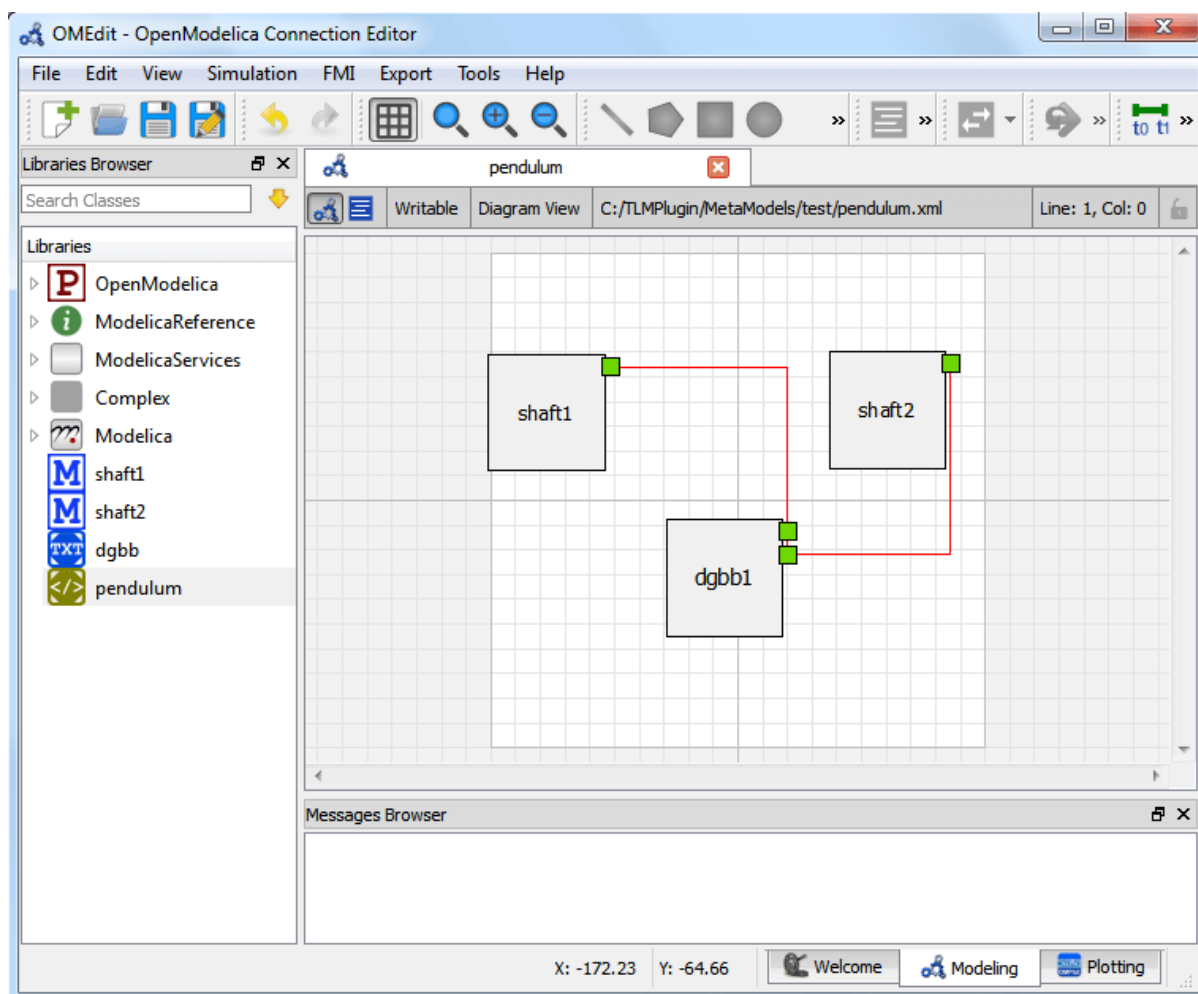 OMEdit - OpenModelica Connection Editor
File Edit View Simulation FMI Export Tools Help
» » » t0 t1 »
Libraries Browser
pendulum
Search Classes
Writable Diagram View C:/TLMPlugin/MetaModels/test/pendulum.xml Line: 1, Col: 0
Libraries
P OpenModelica
i ModelicaReference
ModelicaServices
Complex
Modelica
M shaft1
M shaft2
TXT dgbb
</> pendulum
shaft1
shaft2
dgbb1
Messages Browser
X: -172.23 Y: -64.66 Welcome Modeling Plotting